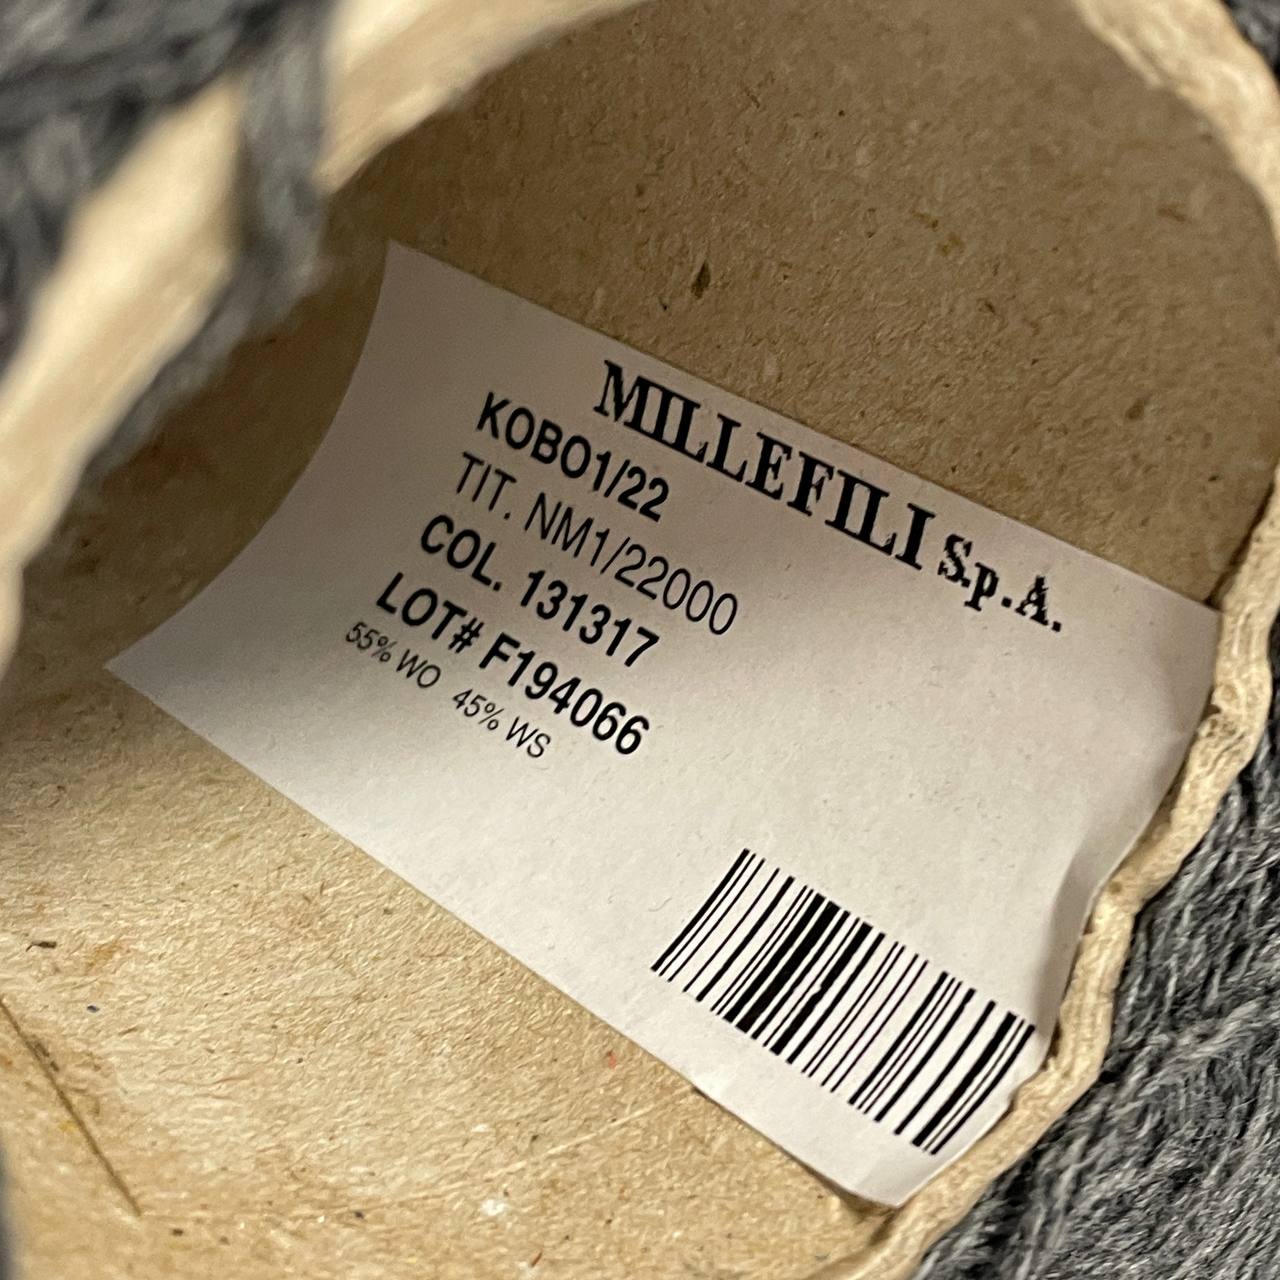 MILLEFILI S.p.A.
KOBO1/22
TIT. NM1/22000
COL. 131317
LOT# F194066
55% WO 45% WS